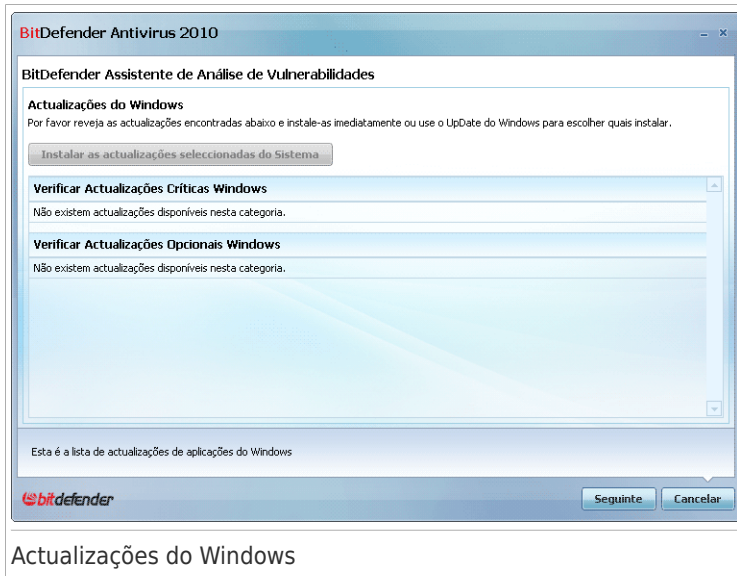 BitDefender Antivirus 2010
BitDefender Assistente de Análise de Vulnerabilidades
Actualizações do Windows
Por favor reveja as actualizações encontradas abaixo e instale-as imediatamente ou use o UpDate do Windows para escolher quais instalar.
Instalar as actualizações seleccionadas do Sistema
Verificar Actualizações Críticas Windows
Não existem actualizações disponíveis nesta categoria.
Verificar Actualizações Opcionais Windows
Não existem actualizações disponíveis nesta categoria.
Esta é a lista de actualizações de aplicações do Windows
bitdefender
Seguinte
Cancelar
Actualizações do Windows